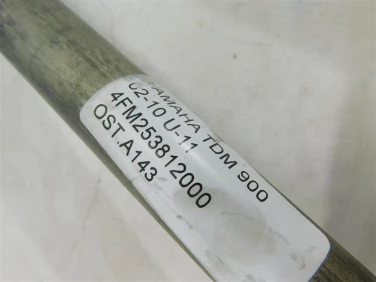 YAMAHA TDM 900
02-10 U-11
4FM253812000
OST.A143